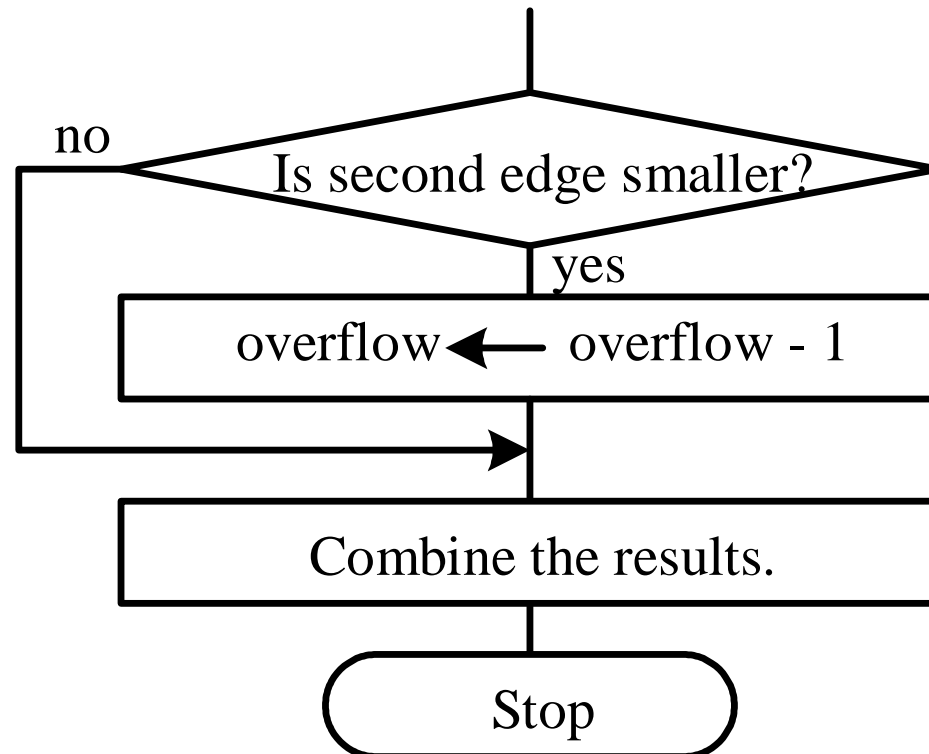 no
Is second edge smaller?
yes
overflow ← overflow - 1
Combine the results.
Stop